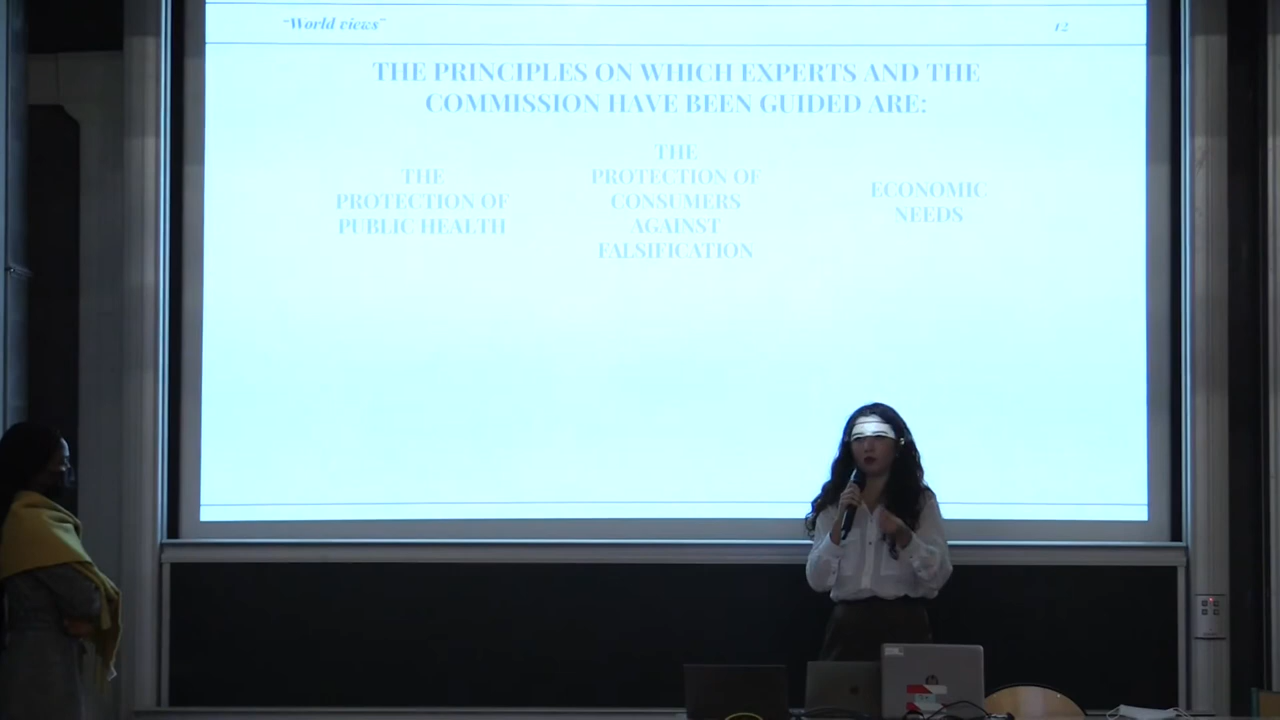 "World views"
12
THE PRINCIPLES ON WHICH EXPERTS AND THE
COMMISSION HAVE BEEN GUIDED ARE:
THE
PROTECTION OF
PUBLIC HEALTH
THE
PROTECTION OF
CONSUMERS
AGAINST
FALSIFICATION
ECONOMIC
NEEDS